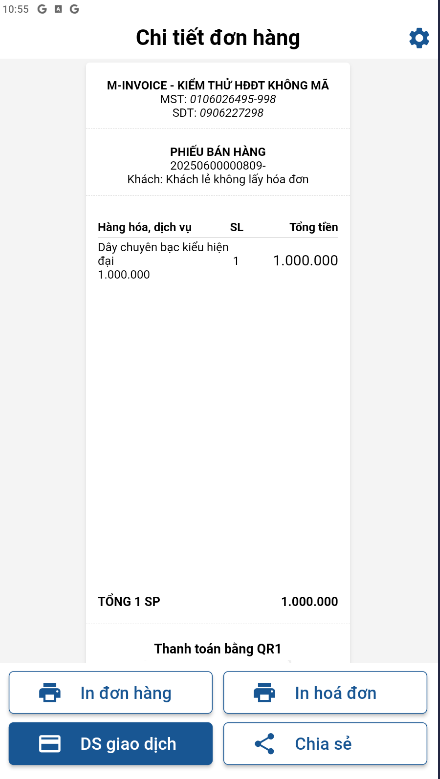 10:55
Chi tiết đơn hàng
M-INVOICE - KIỂM THỬ HĐĐT KHÔNG MÃ
MST: 0106026495-998
SDT: 0906227298
PHIẾU BÁN HÀNG
20250600000809-
Khách: Khách lẻ không lấy hóa đơn
Hàng hóa, dịch vụ SL Tổng tiền
Dây chuyên bạc kiểu hiện
đại 1 1.000.000
1.000.000
TỔNG 1 SP 1.000.000
Thanh toán bằng QR1
In đơn hàng In hoá đơn
DS giao dịch Chia sẻ